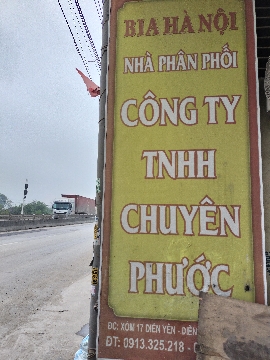 BIA HÀ NỘI
NHÀ PHÂN PHỐI
CÔNG TY
TNHH
CHUYÊN
PHƯỚC
ĐC: XÓM 17 DIỄN YÊN - DIỄN
ĐT: 0913.325.218 -